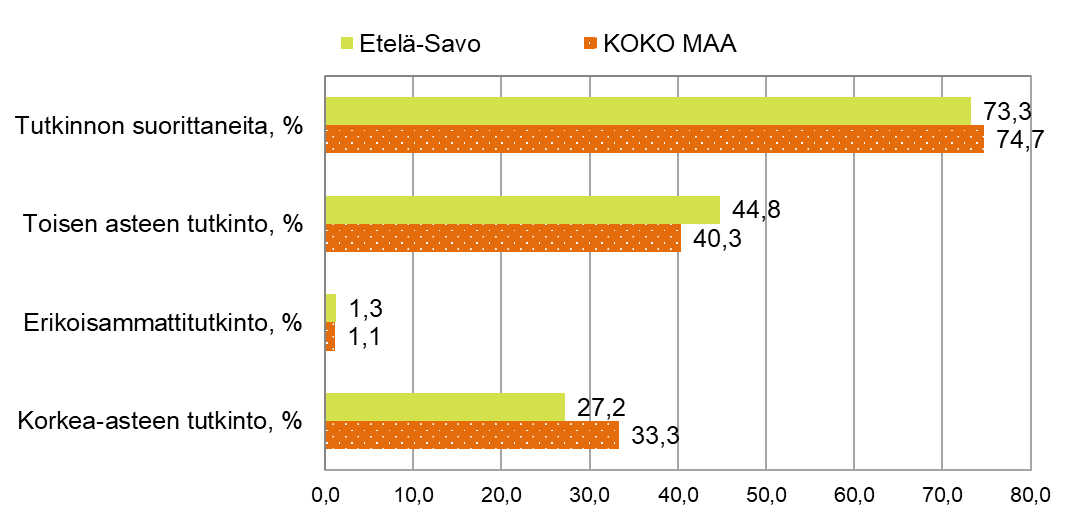 Etelä-Savo KOKO MAA
Tutkinnon suorittaneita, % 73,3
74,7
Toisen asteen tutkinto, % 44,8
40,3
Erikoisammattitutkinto, % 1,3
1,1
Korkea-asteen tutkinto, % 27,2
33,3
0,0 10,0 20,0 30,0 40,0 50,0 60,0 70,0 80,0